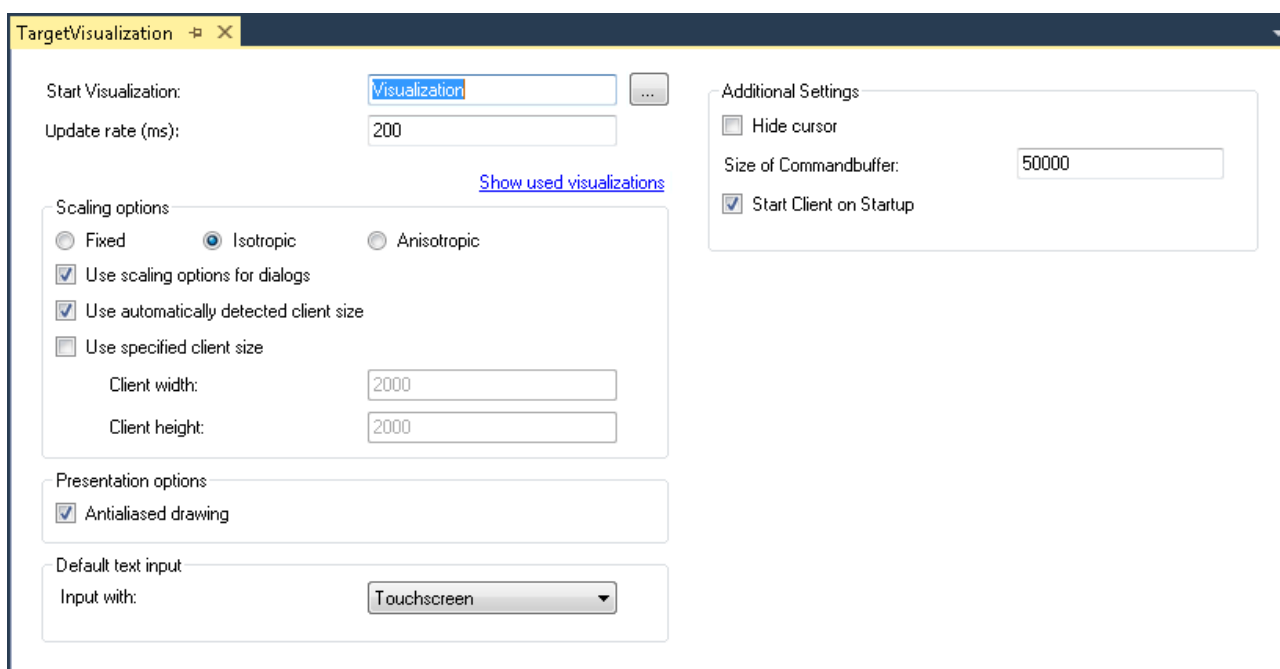 TargetVisualization
Start Visualization: Visualization ...
Update rate (ms): 200
Show used visualizations
Scaling options
Fixed Isotropic Anisotropic
Use scaling options for dialogs
Use automatically detected client size
Use specified client size
Client width: 2000
Client height: 2000
Presentation options
Antialiased drawing
Default text input
Input with: Touchscreen
Additional Settings
Hide cursor
Size of Commandbuffer: 50000
Start Client on Startup